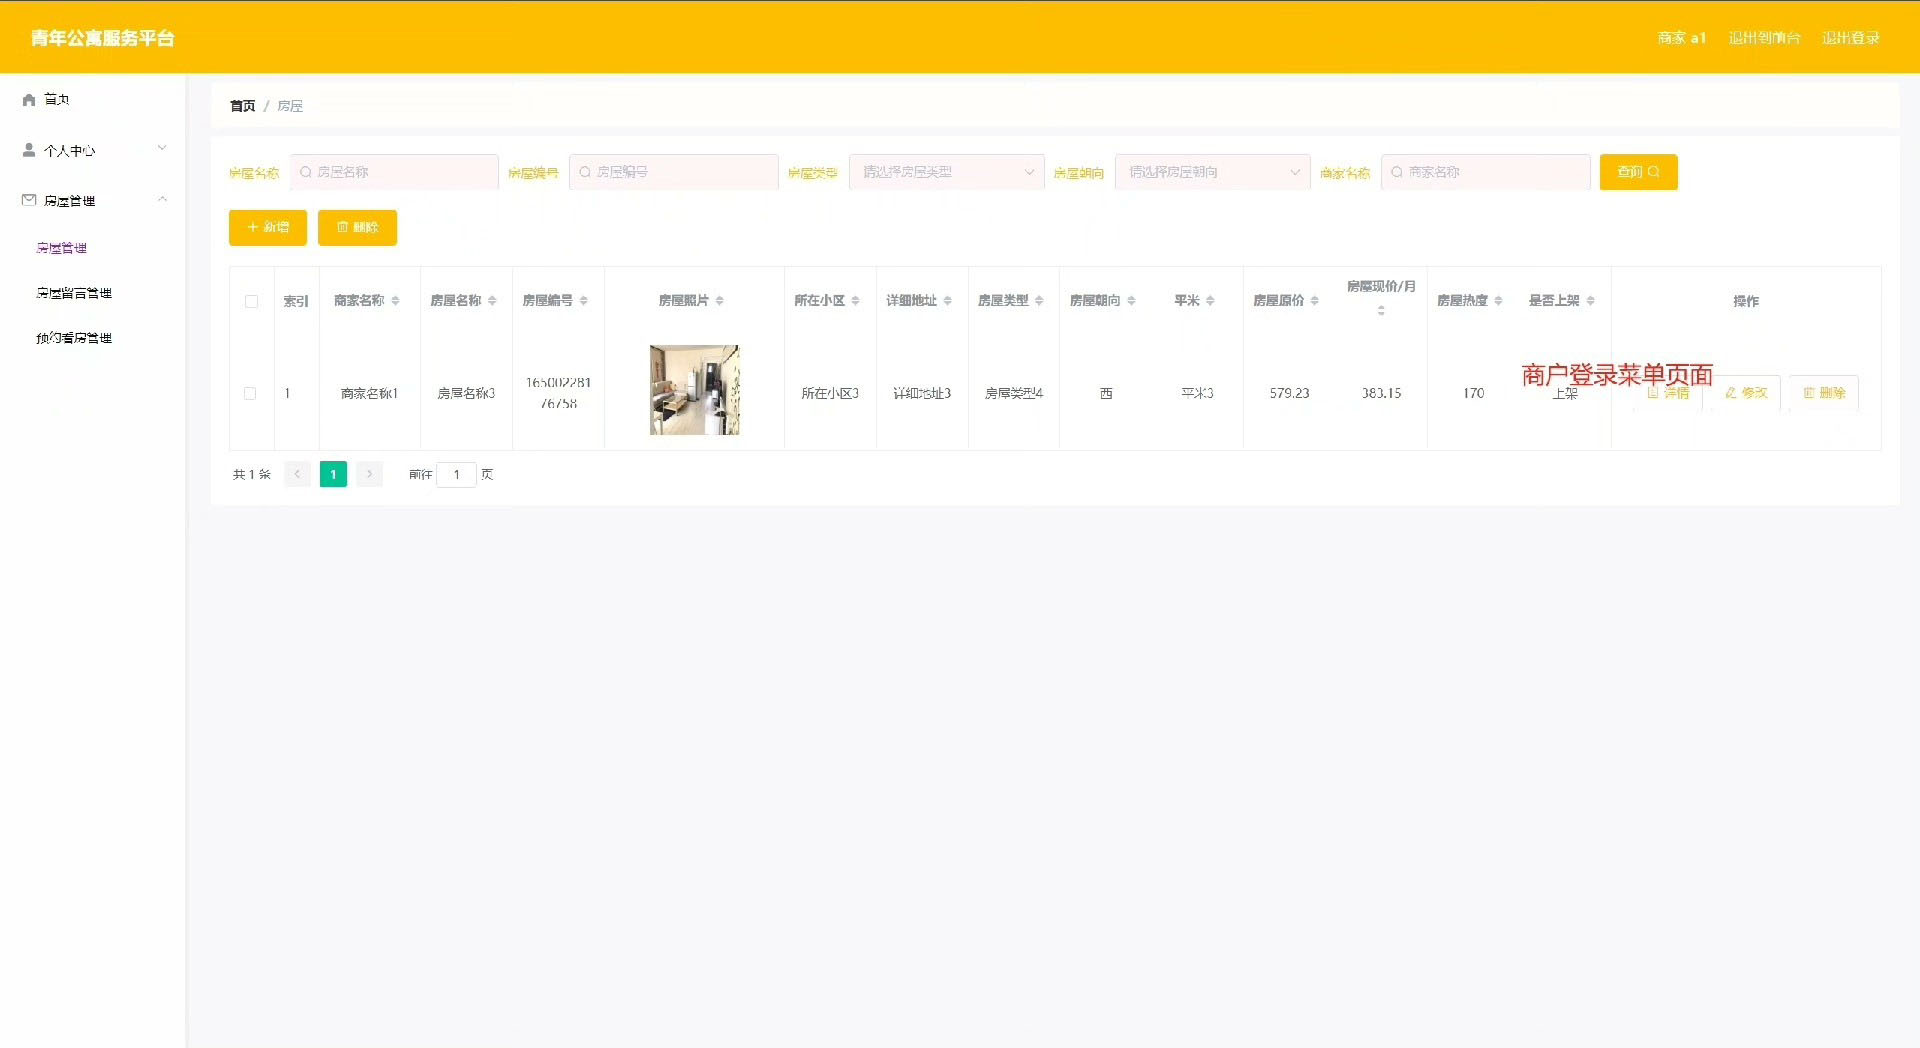 青年公寓服务平台
商家 a1 退出到前台 退出登录
首页
个人中心
房屋管理
房屋管理
房屋留言管理
预约看房管理
首页 / 房屋
房屋名称 房屋名称 房屋编号 房屋编号 房屋类型 请选择房屋类型 房屋朝向 请选择房屋朝向 商家名称 商家名称 查询
新增 删除
索引 商家名称 房屋名称 房屋编号 房屋照片 所在小区 详细地址 房屋类型 房屋朝向 平米 房屋原价 房屋现价/月 房屋热度 是否上架 操作
商户登录菜单页面
1 商家名称1 房屋名称3 165002281 所在小区3 详细地址3 房屋类型4 西 平米3 579.23 383.15 170 上架 详情 修改 删除
76758
共 1 条 1 前往 1 页